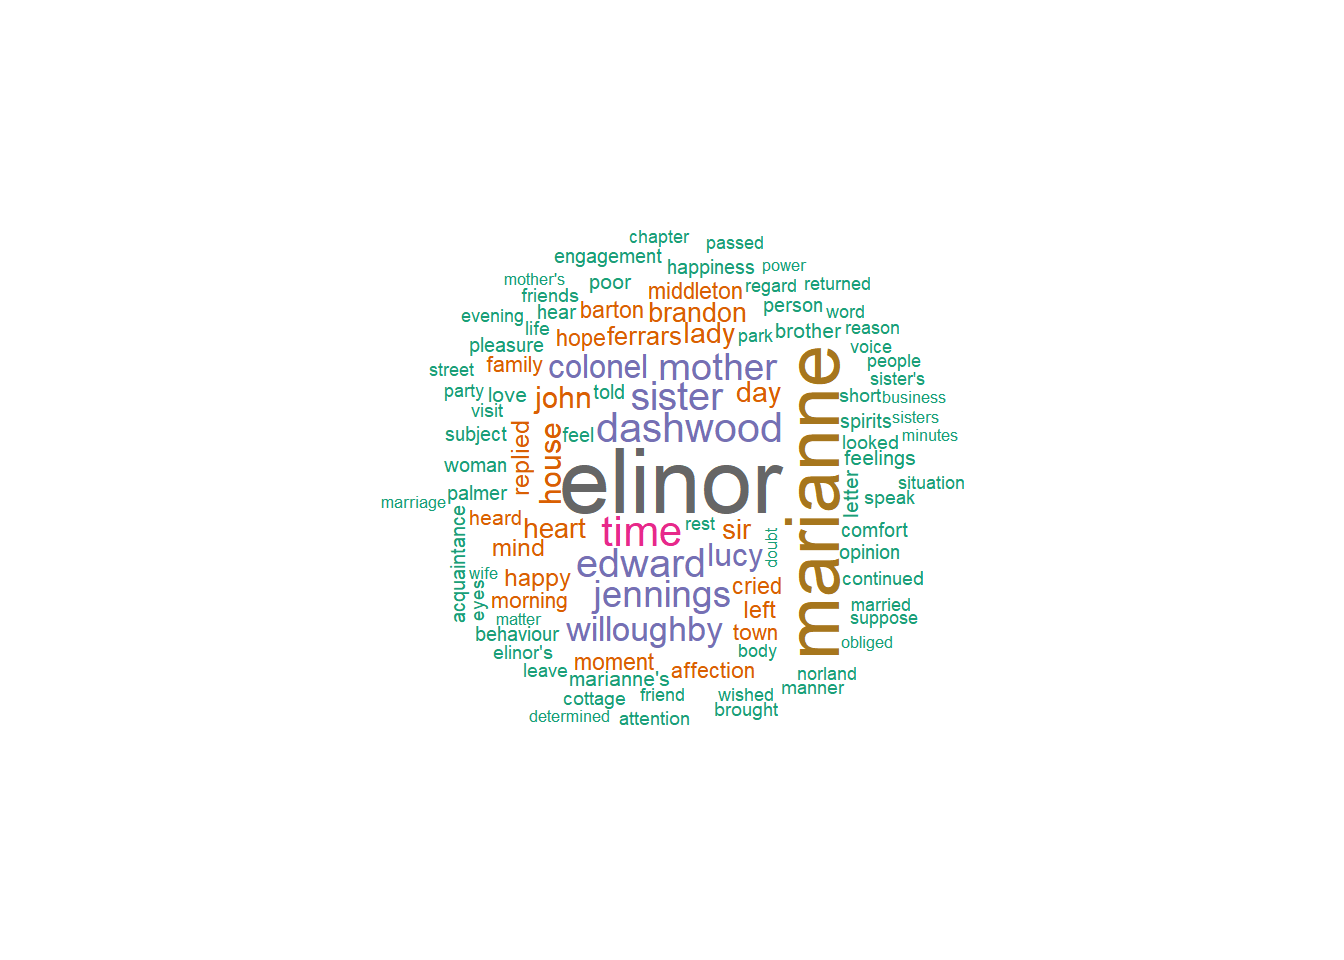 chapter
passed
engagement
happiness
power
mother's
poor
middleton
regard
returned
friends
evening
hear
barton
brandon
person
word
life
hope
ferrars
lady
park
brother
reason
pleasure
voice
street
family
colonel
mother
people
sister's
party
love
john
told
sister
day
short
business
visit
spirits
sisters
subject
replied
house
feel
dashwood
marianne
looked
minutes
woman
feelings
elinor
letter
situation
marriage
palmer
speak
acquaintance
heard
heart
time
rest
sir
doubt
comfort
mind
edward
lucy
opinion
wife
eyes
happy
jennings
cried
continued
morning
left
married
matter
suppose
behaviour
willoughby
town
obliged
elinor's
body
leave
moment
affection
norland
marianne's
manner
cottage
friend
wished
brought
determined
attention